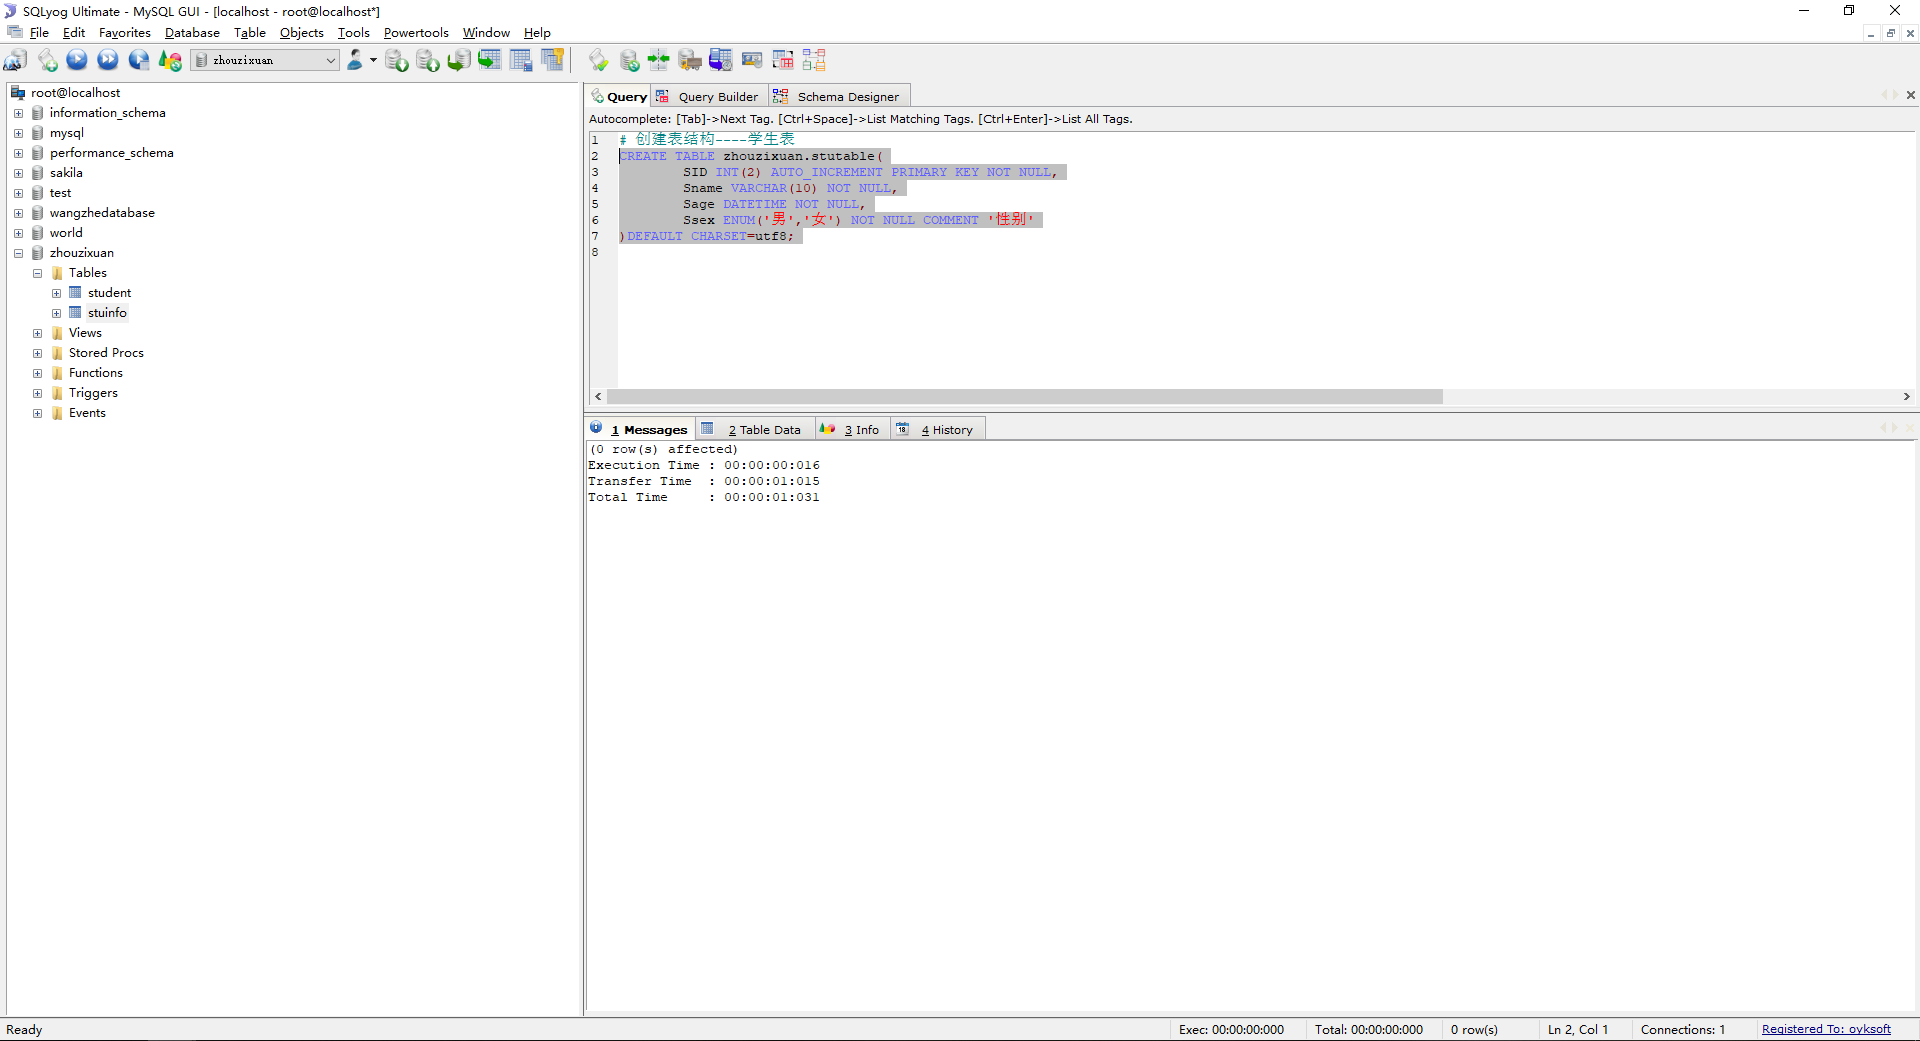 SQLyog Ultimate - MySQL GUI - [localhost - root@localhost*]
File Edit Favorites Database Table Objects Tools Powertools Window Help
zhouzixuan
root@localhost
information_schema
mysql
performance_schema
sakila
test
wangzhedatabase
world
zhouzixuan
Tables
student
stuinfo
Views
Stored Procs
Functions
Triggers
Events
Query Query Builder Schema Designer
Autocomplete: [Tab]->Next Tag. [Ctrl+Space]->List Matching Tags. [Ctrl+Enter]->List All Tags.
1 # 创建表结构----学生表
2 CREATE TABLE zhouzixuan.stutable(
3 SID INT(2) AUTO_INCREMENT PRIMARY KEY NOT NULL,
4 Sname VARCHAR(10) NOT NULL,
5 Sage DATETIME NOT NULL,
6 Ssex ENUM('男','女') NOT NULL COMMENT '性别'
7 )DEFAULT CHARSET=utf8;
8
1 Messages 2 Table Data 3 Info 4 History
(0 row(s) affected)
Execution Time : 00:00:00:016
Transfer Time : 00:00:01:015
Total Time : 00:00:01:031
Ready Exec: 00:00:00:000 Total: 00:00:00:000 0 row(s) Ln 2, Col 1 Connections: 1 Registered To: ovksoft